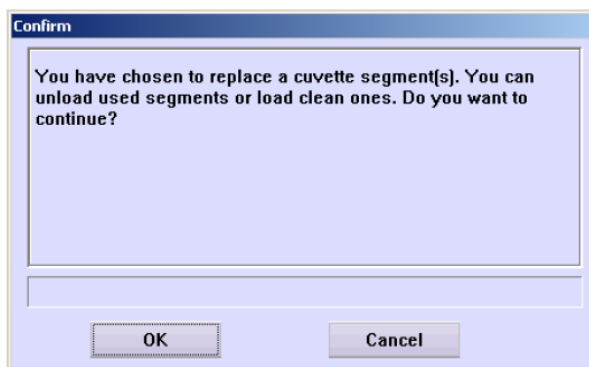 Confirm
You have chosen to replace a cuvette segment(s). You can
unload used segments or load clean ones. Do you want to
continue?
OK
Cancel